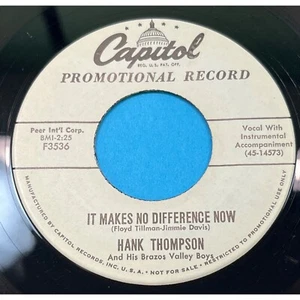 Capitol
REG. U.S. PAT. OFF.
PROMOTIONAL RECORD
Peer Int'l Corp.
BMI-2:25
F3536
Vocal With
Instrumental
Accompaniment
(45-14573)
IT MAKES NO DIFFERENCE NOW
(Floyd Tillman-Jimmie Davis)
HANK THOMPSON
And His Brazos Valley Boys
MFD. BY CAPITOL RECORDS, INC., U.S.A. • NOT FOR SALE • RESTRICTED TO PROMOTIONAL USE ONLY